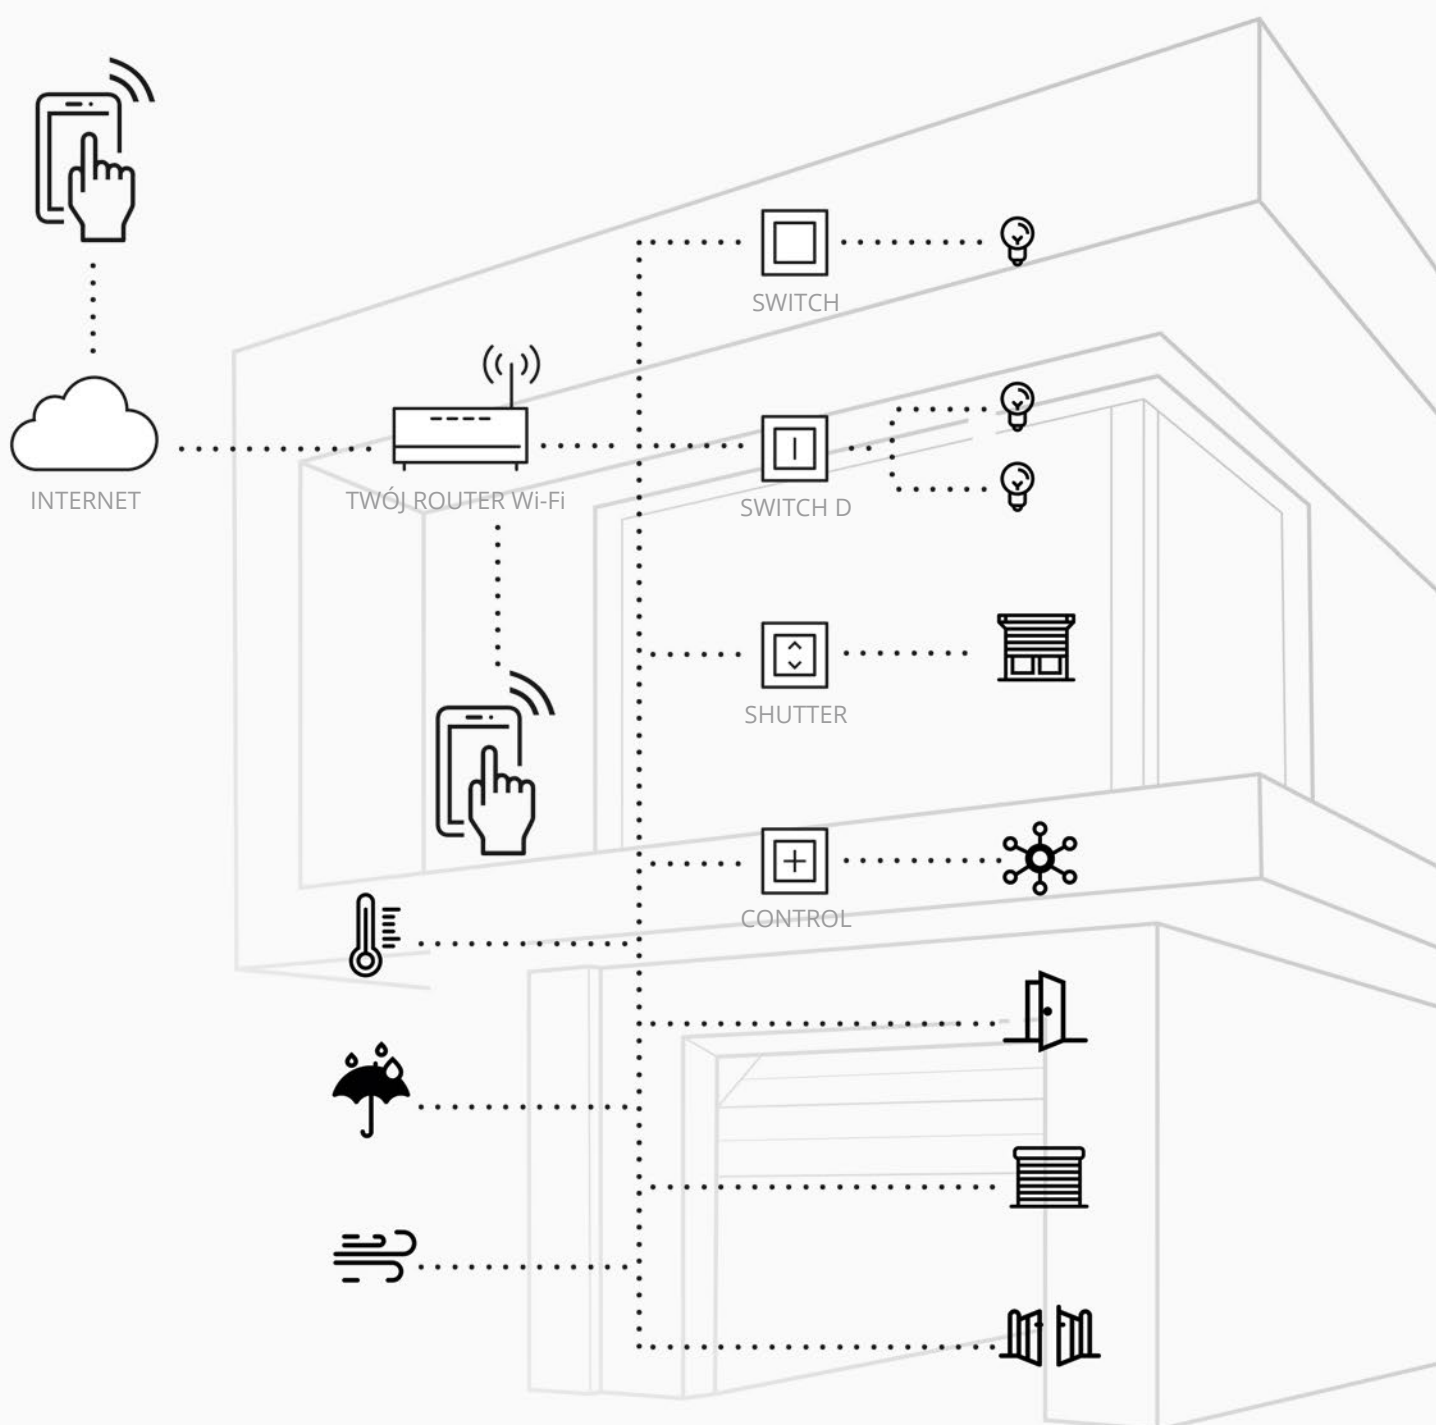 SWITCH
INTERNET
TWÓJ ROUTER Wi-Fi
SWITCH D
SHUTTER
CONTROL